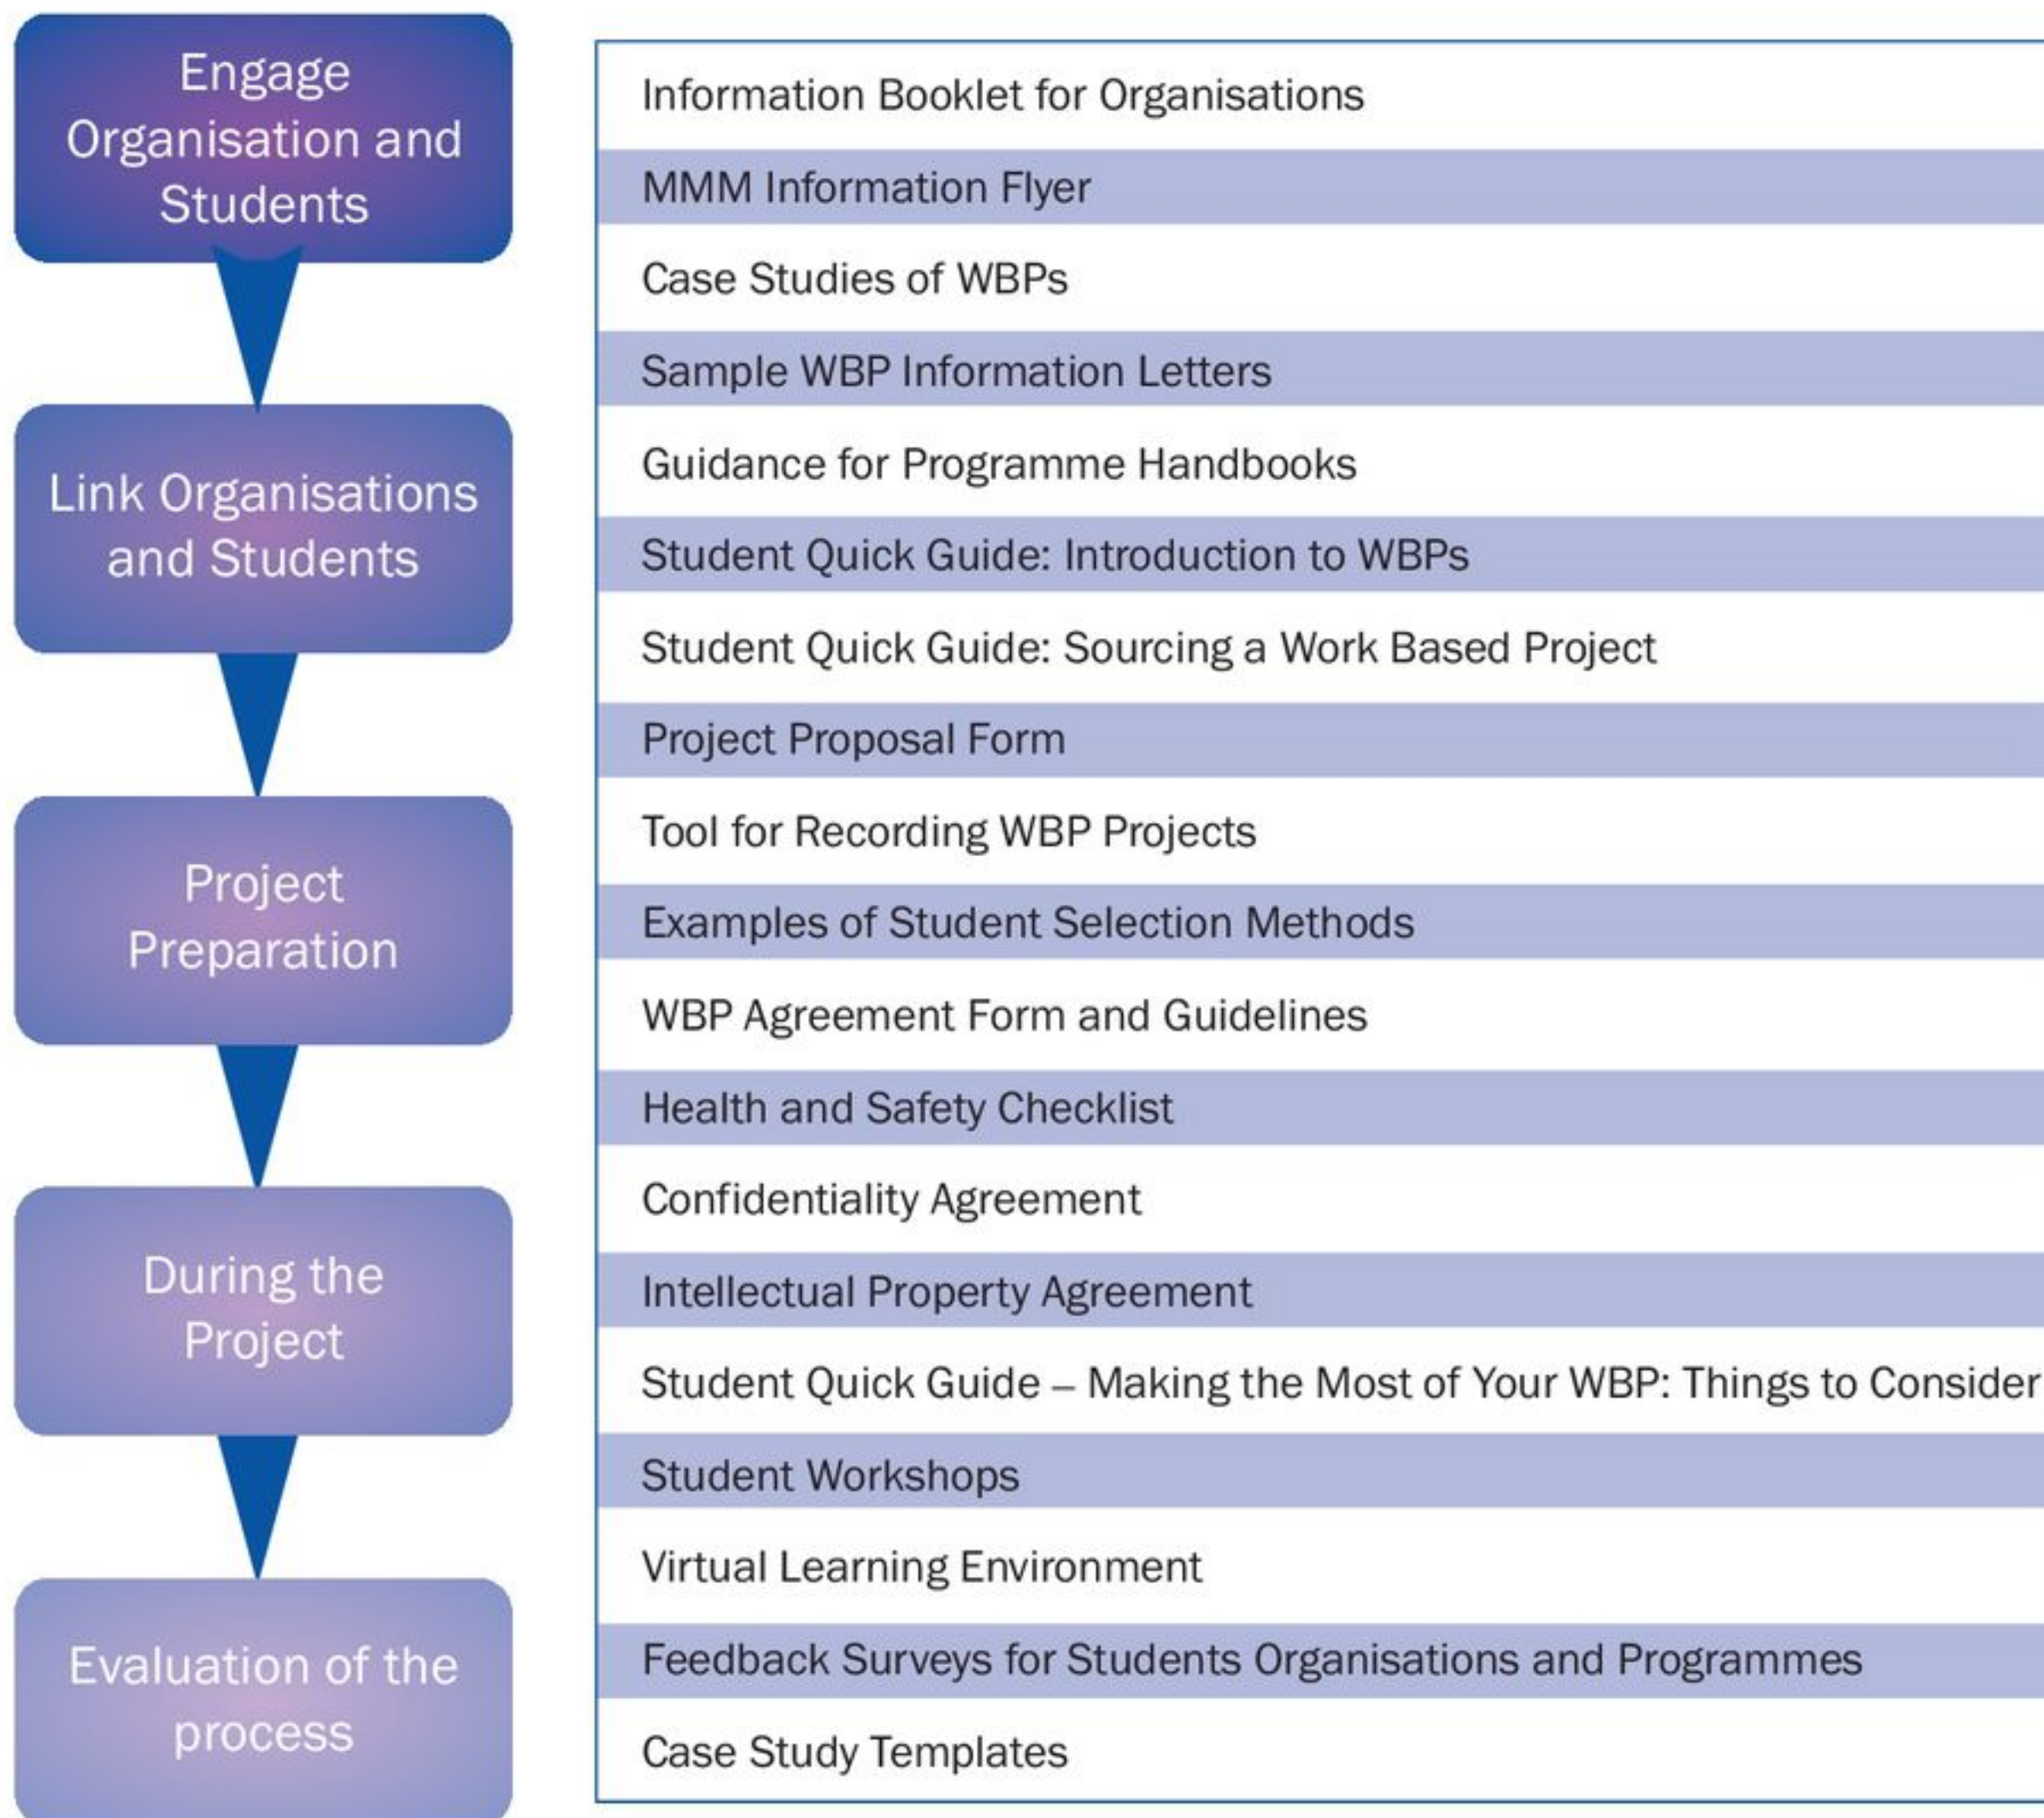 Engage
Organisation and
Students
Link Organisations
and Students
Project
Preparation
During the
Project
Evaluation of the
process
Information Booklet for Organisations
MMM Information Flyer
Case Studies of WBPs
Sample WBP Information Letters
Guidance for Programme Handbooks
Student Quick Guide: Introduction to WBPs
Student Quick Guide: Sourcing a Work Based Project
Project Proposal Form
Tool for Recording WBP Projects
Examples of Student Selection Methods
WBP Agreement Form and Guidelines
Health and Safety Checklist
Confidentiality Agreement
Intellectual Property Agreement
Student Quick Guide – Making the Most of Your WBP: Things to Consider
Student Workshops
Virtual Learning Environment
Feedback Surveys for Students Organisations and Programmes
Case Study Templates